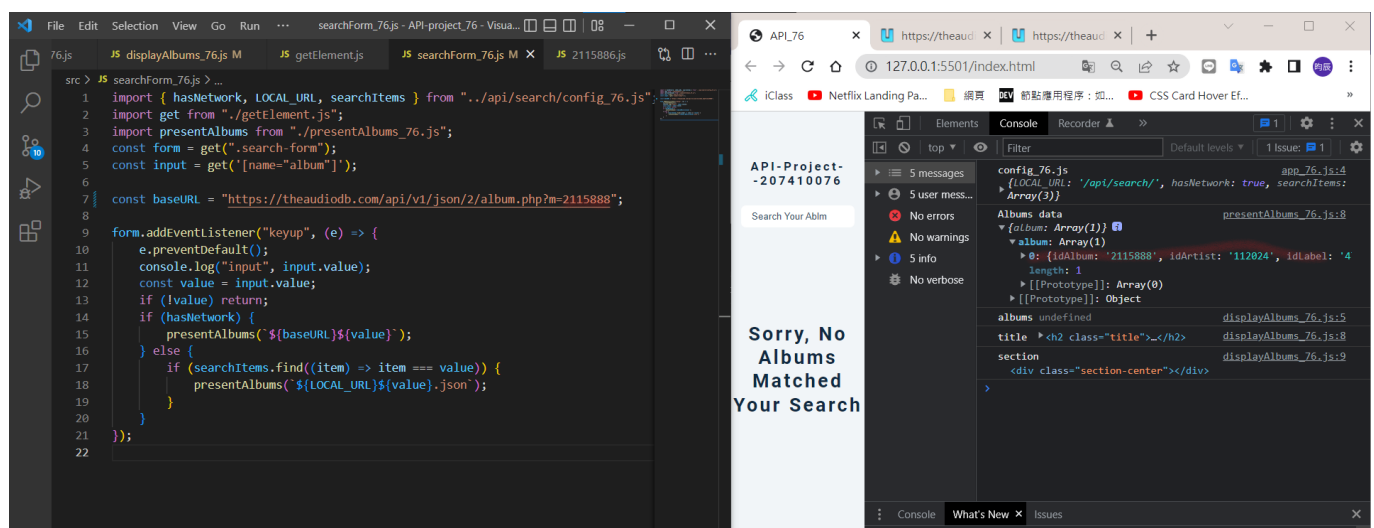 File Edit Selection View Go Run ··· searchForm_76.js - API-project_76 - Visua...
76.js JS displayAlbums_76.js M JS getElement.js JS searchForm_76.js M × JS 2115886.js ···
src > JS searchForm_76.js > ...
1 import { hasNetwork, LOCAL_URL, searchItems } from "../api/search/config_76.js";
2 import get from "./getElement.js";
3 import presentAlbums from "./presentAlbums_76.js";
4 const form = get(".search-form");
5 const input = get('[name="album"]');
6
7 const baseURL = "https://theaudiodb.com/api/v1/json/2/album.php?m=2115888";
8
9 form.addEventListener("keyup", (e) => {
10 e.preventDefault();
11 console.log("input", input.value);
12 const value = input.value;
13 if (!value) return;
14 if (hasNetwork) {
15 presentAlbums(`${baseURL}${value}`);
16 } else {
17 if (searchItems.find((item) => item === value)) {
18 presentAlbums(`${LOCAL_URL}${value}.json`);
19 }
20 }
21 });
22
10
API_76 × https://theaud × https://theaud × +
127.0.0.1:5501/index.html 昀辰
iClass Netflix Landing Pa... 網頁 DEV 節點應用程序：如... CSS Card Hover Ef... »
API-Project-
-207410076
Search Your Ablm
Sorry, No
Albums
Matched
Your Search
Elements Console Recorder » 1
top ▼ Filter Default levels ▼ 1 Issue: 1
5 messages
5 user mess...
No errors
No warnings
5 info
No verbose
config_76.js app_76.js:4
{LOCAL_URL: '/api/search/', hasNetwork: true, searchItems:
Array(3)}
Albums data presentAlbums_76.js:8
{album: Array(1)}
album: Array(1)
0: {idAlbum: '2115888', idArtist: '112024', idLabel: '4
length: 1
[[Prototype]]: Array(0)
[[Prototype]]: Object
albums undefined displayAlbums_76.js:5
title <h2 class="title">…</h2> displayAlbums_76.js:8
section displayAlbums_76.js:9
<div class="section-center"></div>
>
Console What's New × Issues